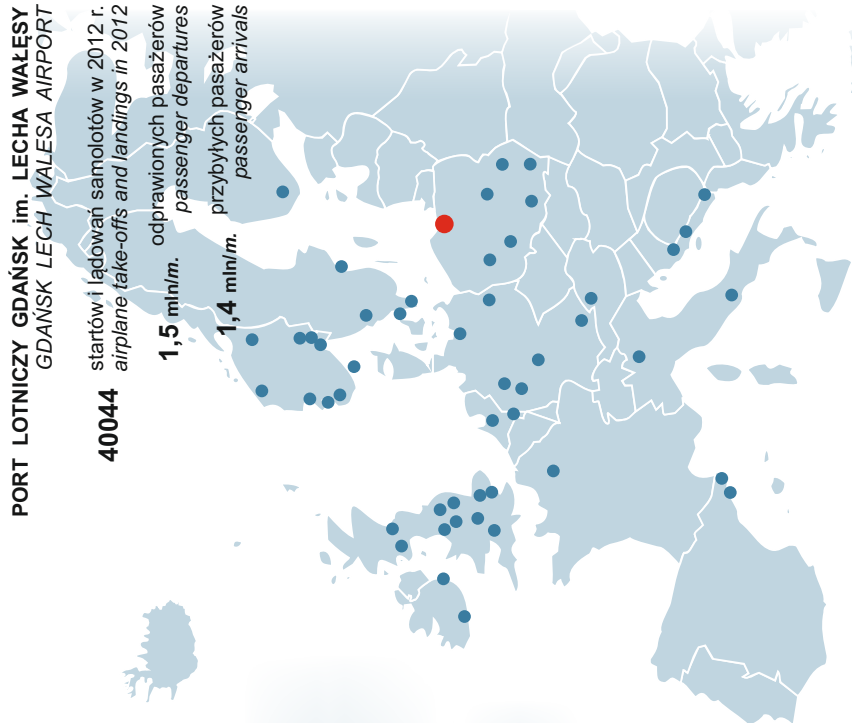 PORT LOTNICZY GDAŃSK im. LECHA WAŁĘSY
GDAŃSK LECH WALESA AIRPORT
40044 startów i lądowań samolotów w 2012 r.
airplane take-offs and landings in 2012
1,5 mln/m. odprawionych pasażerów
passenger departures
1,4 mln/m. przybyłych pasażerów
passenger arrivals